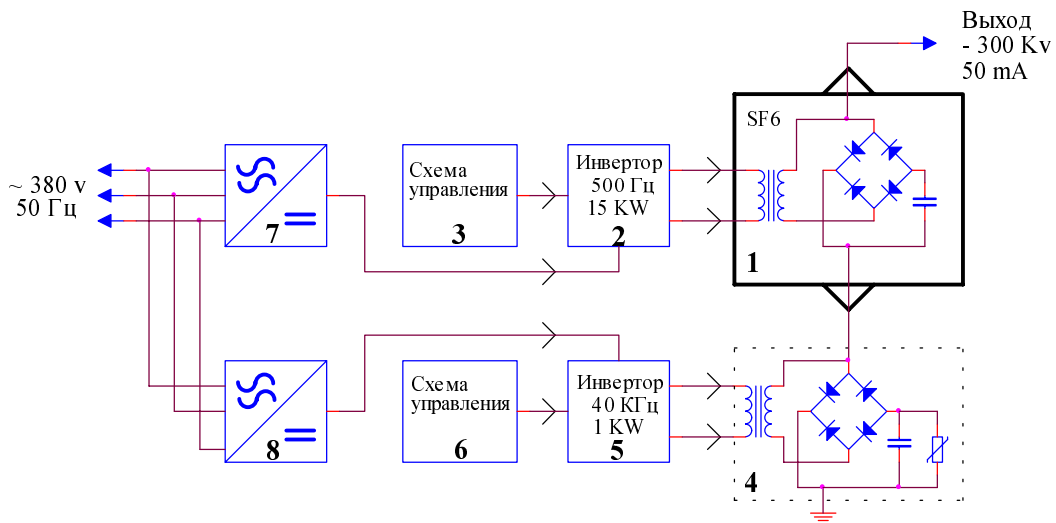 Выход
- 300 Kv
50 mA
SF6
~ 380 v
50 Гц
7
Схема
управления
3
Инвертор
500 Гц
15 KW
2
1
8
Схема
управления
6
Инвертор
40 КГц
1 KW
5
4